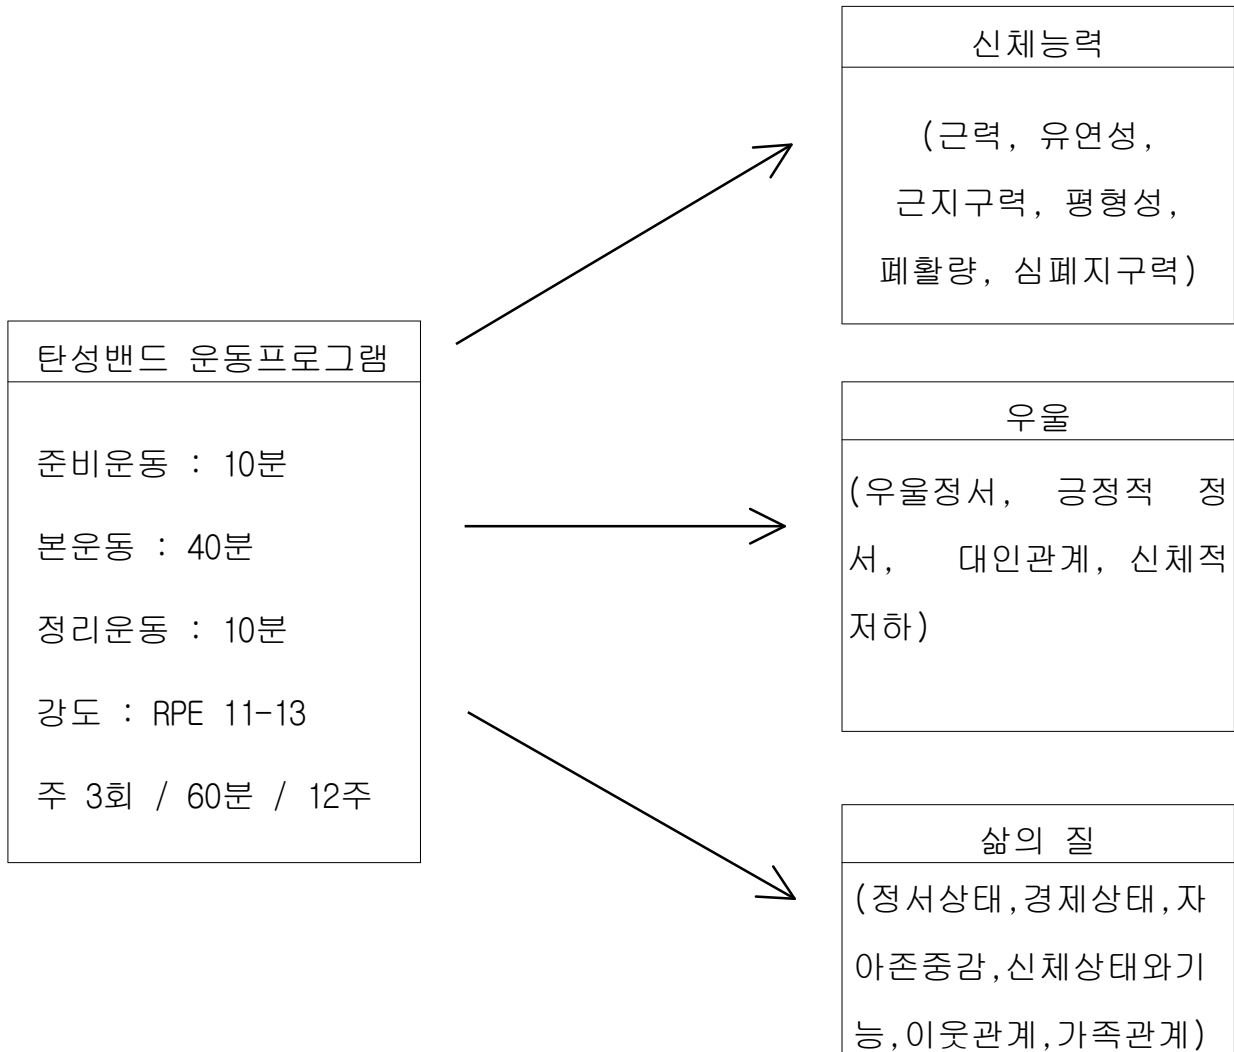 신체능력
(근력, 유연성,
근지구력, 평형성,
폐활량, 심폐지구력)
탄성밴드 운동프로그램
준비운동 : 10분
본운동 : 40분
정리운동 : 10분
강도 : RPE 11-13
주 3회 / 60분 / 12주
우울
(우울정서, 긍정적 정
서, 대인관계, 신체적
저하)
삶의 질
(정서상태,경제상태,자
아존중감,신체상태와기
능,이웃관계,가족관계)